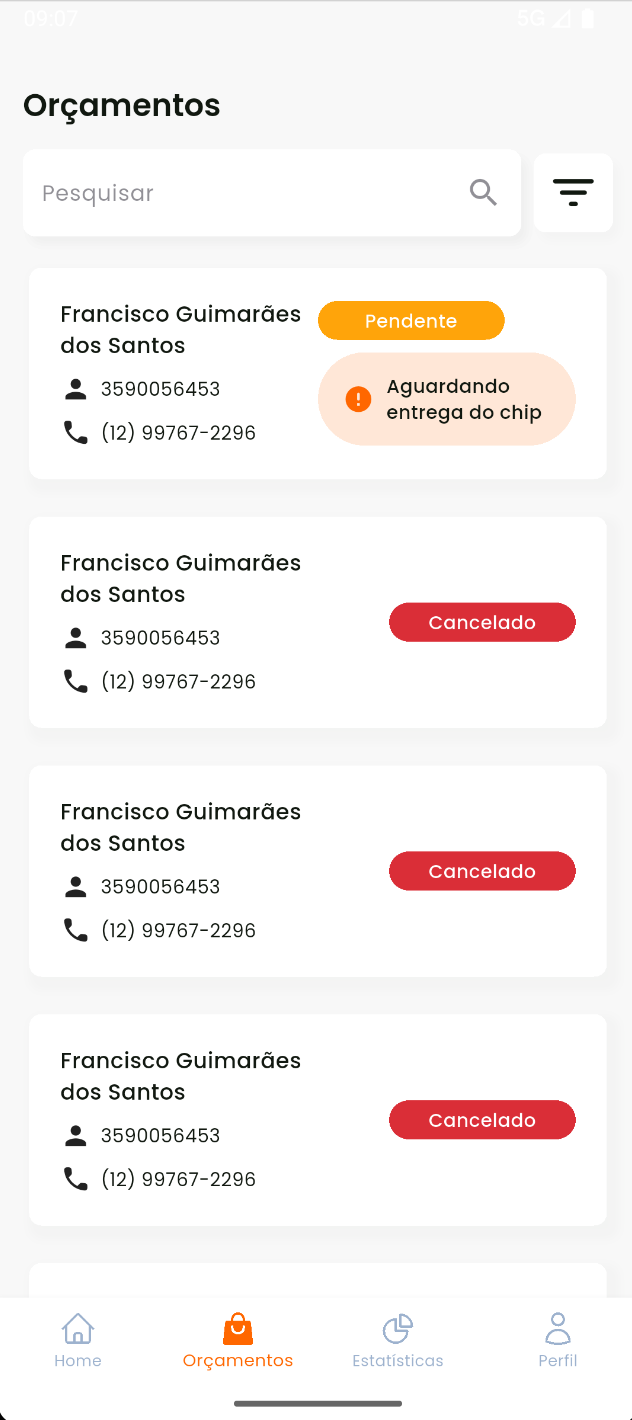 09:07
5G
Orçamentos
Pesquisar
Francisco Guimarães
dos Santos
3590056453
(12) 99767-2296
Pendente
Aguardando
entrega do chip
Francisco Guimarães
dos Santos
3590056453
(12) 99767-2296
Cancelado
Francisco Guimarães
dos Santos
3590056453
(12) 99767-2296
Cancelado
Francisco Guimarães
dos Santos
3590056453
(12) 99767-2296
Cancelado
Home
Orçamentos
Estatísticas
Perfil